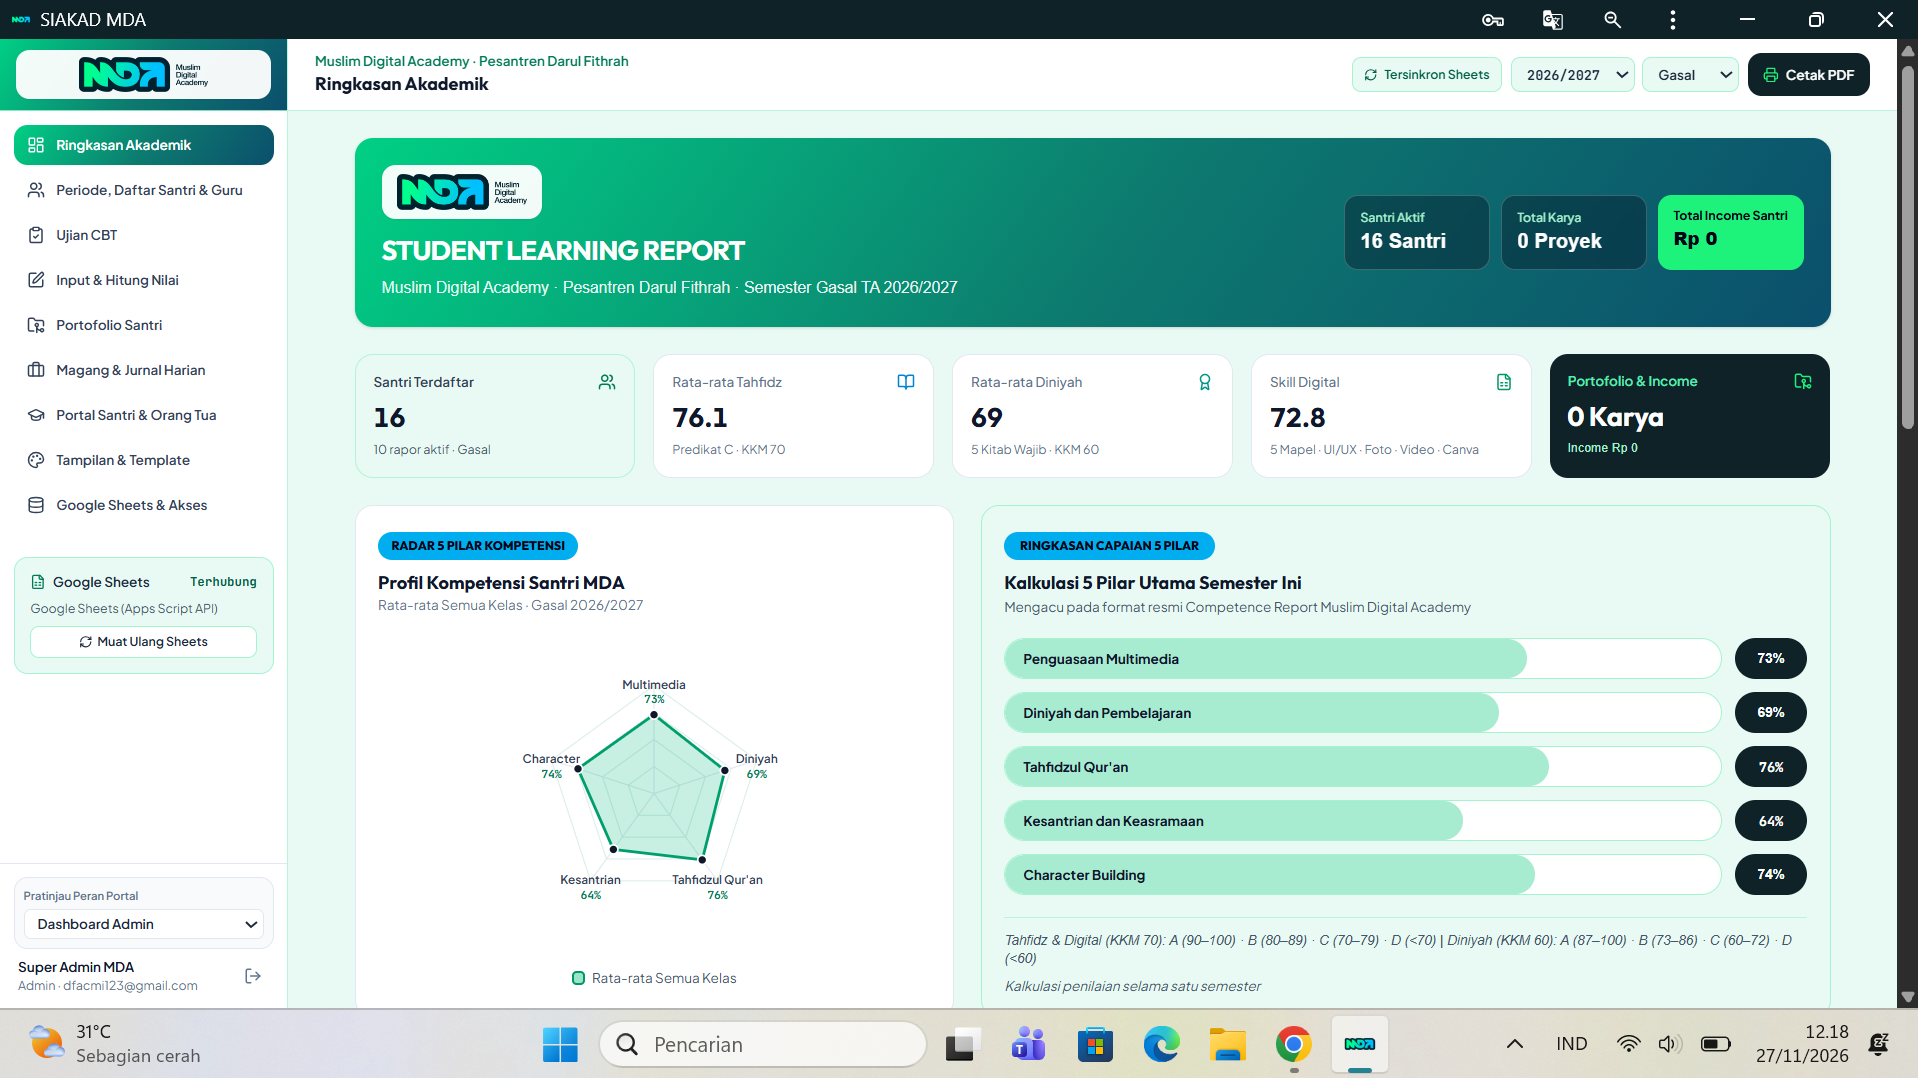 SIAKAD MDA
MDA Muslim Digital Academy
Muslim Digital Academy · Pesantren Darul Fithrah
Ringkasan Akademik
Tersinkron Sheets
2026/2027
Gasal
Cetak PDF
Ringkasan Akademik
Periode, Daftar Santri & Guru
Ujian CBT
Input & Hitung Nilai
Portofolio Santri
Magang & Jurnal Harian
Portal Santri & Orang Tua
Tampilan & Template
Google Sheets & Akses
Google Sheets Terhubung
Google Sheets (Apps Script API)
Muat Ulang Sheets
Pratinjau Peran Portal
Dashboard Admin
Super Admin MDA
Admin · dfacmi123@gmail.com
MDA Muslim Digital Academy
STUDENT LEARNING REPORT
Muslim Digital Academy · Pesantren Darul Fithrah · Semester Gasal TA 2026/2027
Santri Aktif
16 Santri
Total Karya
0 Proyek
Total Income Santri
Rp 0
Santri Terdaftar
16
10 rapor aktif · Gasal
Rata-rata Tahfidz
76.1
Predikat C · KKM 70
Rata-rata Diniyah
69
5 Kitab Wajib · KKM 60
Skill Digital
72.8
5 Mapel · UI/UX · Foto · Video · Canva
Portofolio & Income
0 Karya
Income Rp 0
RADAR 5 PILAR KOMPETENSI
Profil Kompetensi Santri MDA
Rata-rata Semua Kelas · Gasal 2026/2027
Multimedia
73%
Character
74%
Diniyah
69%
Kesantrian
64%
Tahfidzul Qur'an
76%
Rata-rata Semua Kelas
RINGKASAN CAPAIAN 5 PILAR
Kalkulasi 5 Pilar Utama Semester Ini
Mengacu pada format resmi Competence Report Muslim Digital Academy
Penguasaan Multimedia 73%
Diniyah dan Pembelajaran 69%
Tahfidzul Qur'an 76%
Kesantrian dan Keasramaan 64%
Character Building 74%
Tahfidz & Digital (KKM 70): A (90–100) · B (80–89) · C (70–79) · D (<70) | Diniyah (KKM 60): A (87–100) · B (73–86) · C (60–72) · D
(<60)
Kalkulasi penilaian selama satu semester
31°C
Sebagian cerah
Pencarian
IND
12.18
27/11/2026